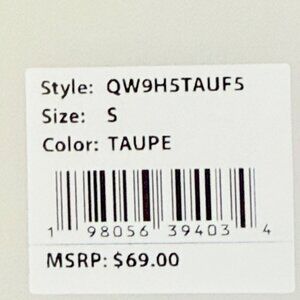 Style: QW9H5TAUF5
Size: S
Color: TAUPE
1 98056 39403 4
MSRP: $69.00